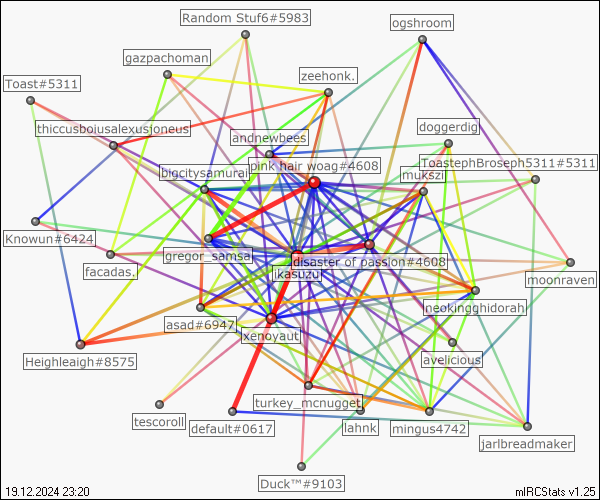 Random Stuf6#5983
ogshroom
gazpachoman
zeehonk.
Toast#5311
thiccusboiusalexusjoneus
doggerdig
andnewbees
ToastephBroseph5311#5311
pink hair woag#4608
bigcitysamurai
mukszi
Knowun#6424
gregor_samsa
disaster of passion#4608
facadas.
ikasuzu
moonraven
neokingghidorah
asad#6947
xenoyaut
Heighleaigh#8575
avelicious
turkey_mcnugget
tescoroll
default#0617
lahnk
mingus4742
jarlbreadmaker
Duck™#9103
19.12.2024 23:20
mIRCStats v1.25